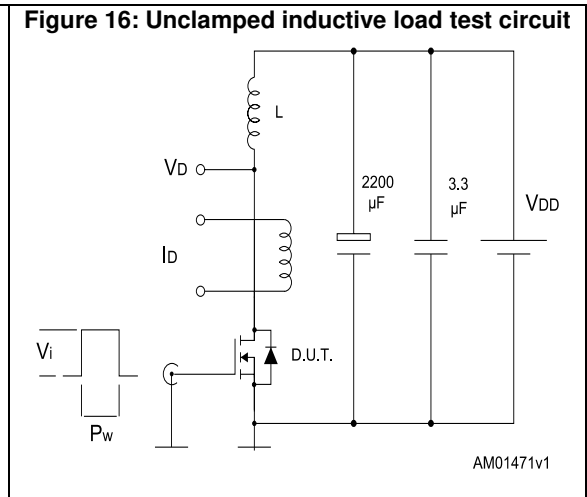 Figure 16: Unclamped inductive load test circuit
L
VD
2200
µF
3.3
µF
VDD
ID
Vi
D.U.T.
Pw
AM01471v1